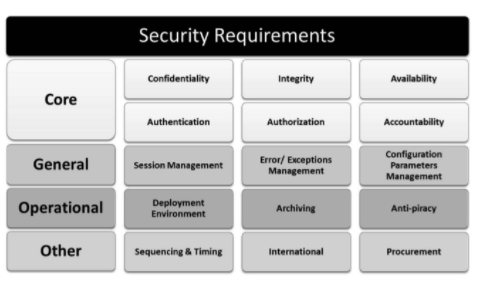 Security Requirements
Core
Confidentiality
Integrity
Availability
Authentication
Authorization
Accountability
General
Session Management
Error/ Exceptions
Management
Configuration
Parameters
Management
Operational
Deployment
Environment
Archiving
Anti-piracy
Other
Sequencing & Timing
International
Procurement